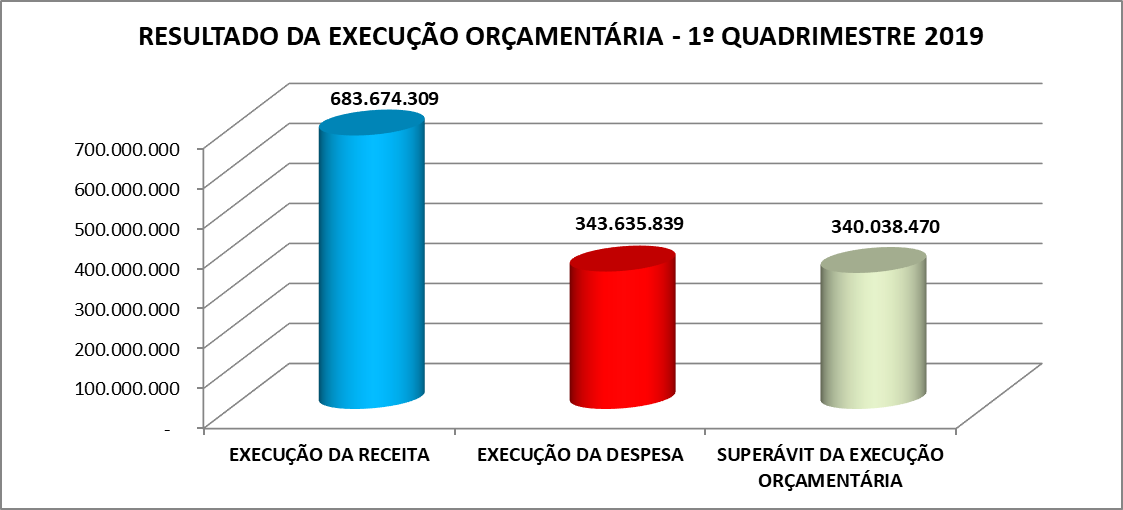 RESULTADO DA EXECUÇÃO ORÇAMENTÁRIA - 1º QUADRIMESTRE 2019
683.674.309
343.635.839
340.038.470
700.000.000
600.000.000
500.000.000
400.000.000
300.000.000
200.000.000
100.000.000
-
EXECUÇÃO DA RECEITA
EXECUÇÃO DA DESPESA
SUPERÁVIT DA EXECUÇÃO
ORÇAMENTÁRIA